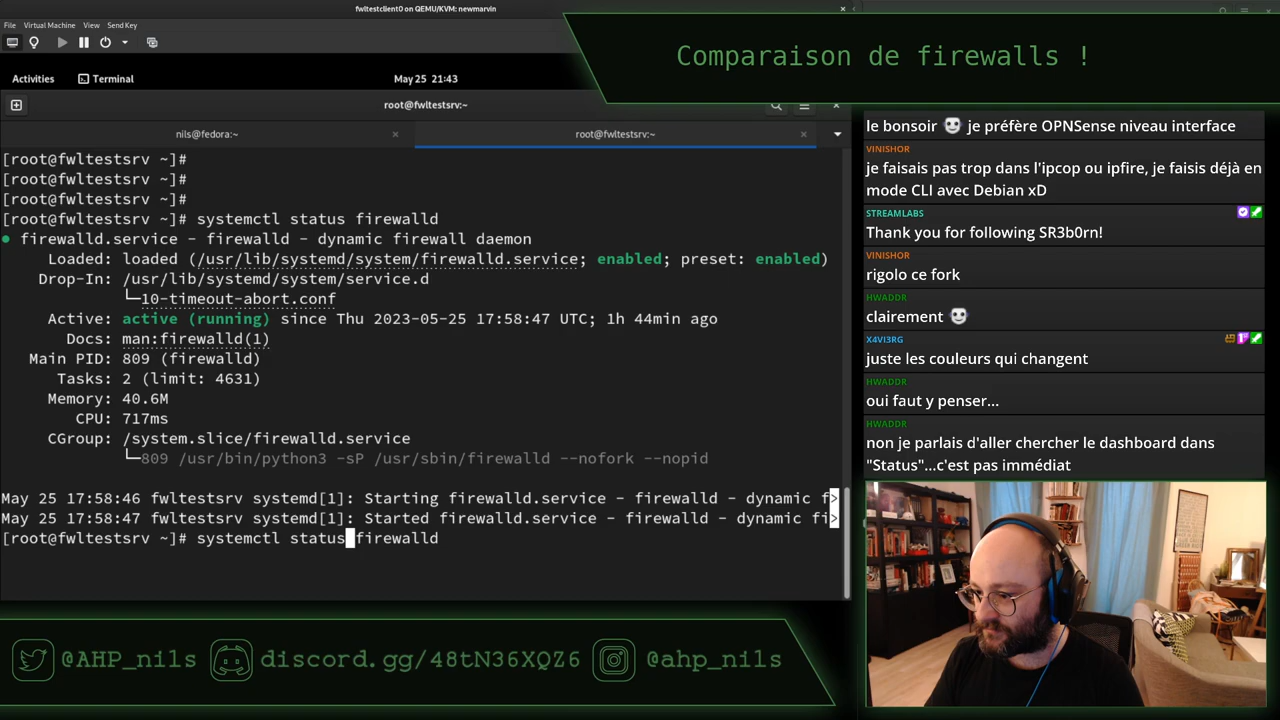 fwltestclient0 on QEMU/KVM: newmarvin
File Virtual Machine View Send Key
Comparaison de firewalls !
Activities
Terminal
May 25 21:43
root@fwltestsrv:~
nils@fedora:~
root@fwltestsrv:~
[root@fwltestsrv ~]#
[root@fwltestsrv ~]#
[root@fwltestsrv ~]#
[root@fwltestsrv ~]# systemctl status firewalld
● firewalld.service - firewalld - dynamic firewall daemon
Loaded: loaded (/usr/lib/systemd/system/firewalld.service; enabled; preset: enabled)
Drop-In: /usr/lib/systemd/system/service.d
└─10-timeout-abort.conf
Active: active (running) since Thu 2023-05-25 17:58:47 UTC; 1h 44min ago
Docs: man:firewalld(1)
Main PID: 809 (firewalld)
Tasks: 2 (limit: 4631)
Memory: 40.6M
CPU: 717ms
CGroup: /system.slice/firewalld.service
└─809 /usr/bin/python3 -sP /usr/sbin/firewalld --nofork --nopid
May 25 17:58:46 fwltestsrv systemd[1]: Starting firewalld.service - firewalld - dynamic f>
May 25 17:58:47 fwltestsrv systemd[1]: Started firewalld.service - firewalld - dynamic fi>
[root@fwltestsrv ~]# systemctl status firewalld
le bonsoir je préfère OPNSense niveau interface
VINISHOR
je faisais pas trop dans l'ipcop ou ipfire, je faisis déjà en
mode CLI avec Debian xD
STREAMLABS
Thank you for following SR3b0rn!
VINISHOR
rigolo ce fork
HWADDR
clairement
X4VI3RG
juste les couleurs qui changent
HWADDR
oui faut y penser...
HWADDR
non je parlais d'aller chercher le dashboard dans
"Status"...c'est pas immédiat
@AHP_nils
discord.gg/48tN36XQZ6
@ahp_nils